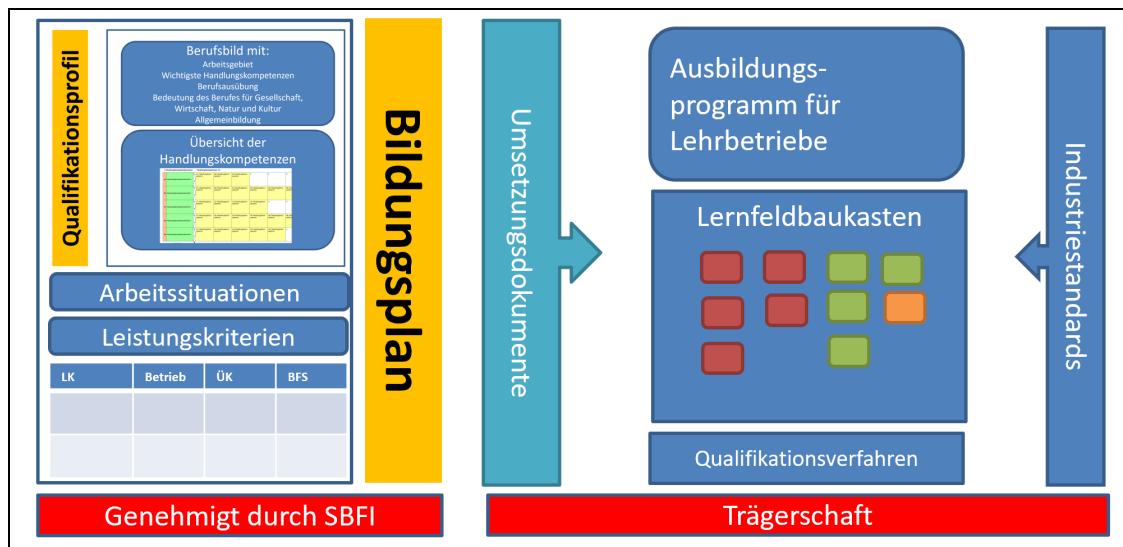 Qualifikationsprofil
Berufsbild mit:
Arbeitsgebiet
Wichtigste Handlungskompetenzen
Berufsausübung
Bedeutung des Berufes für Gesellschaft,
Wirtschaft, Natur und Kultur
Allgemeinbildung
Übersicht der
Handlungskompetenzen
Arbeitssituationen
Leistungskriterien
LK Betrieb ÜK BFS
Bildungsplan
Genehmigt durch SBFI
Umsetzungsdokumente
Ausbildungs-
programm für
Lehrbetriebe
Lernfeldbaukasten
Qualifikationsverfahren
Industriestandards
Trägerschaft